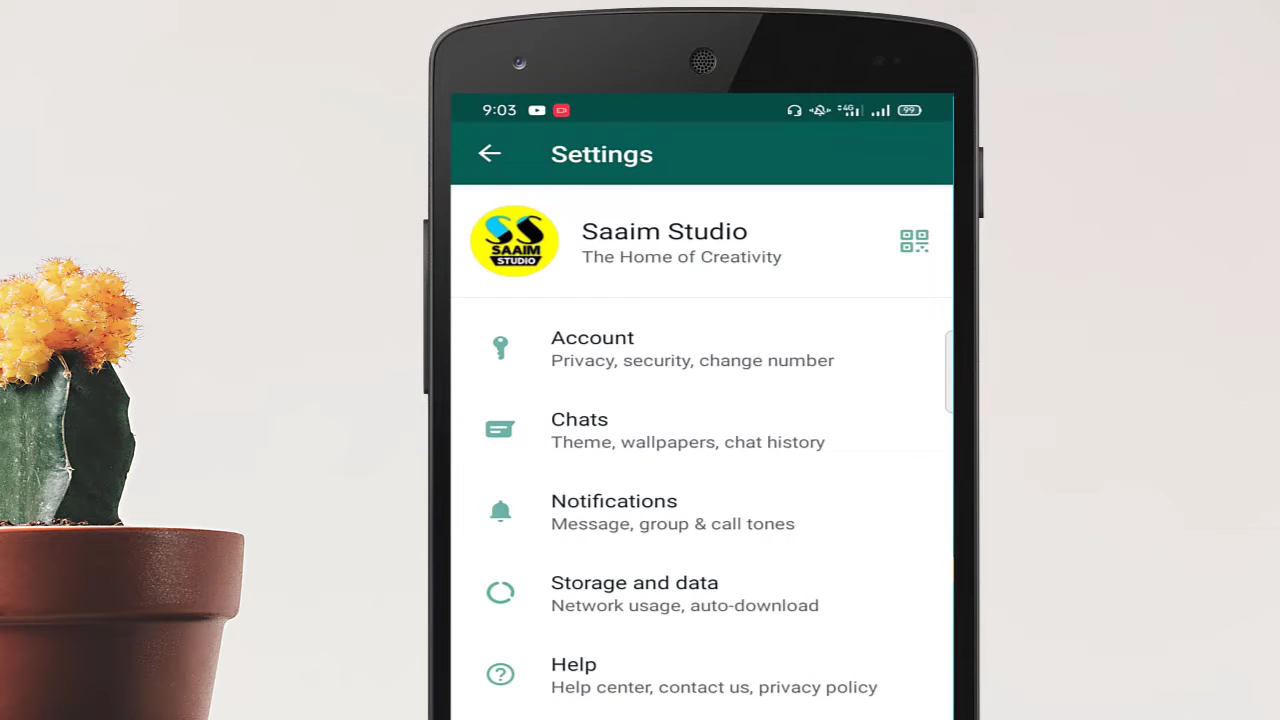 9:03
4G
99
Settings
SS
SAAIM
STUDIO
Saaim Studio
The Home of Creativity
Account
Privacy, security, change number
Chats
Theme, wallpapers, chat history
Notifications
Message, group & call tones
Storage and data
Network usage, auto-download
?
Help
Help center, contact us, privacy policy